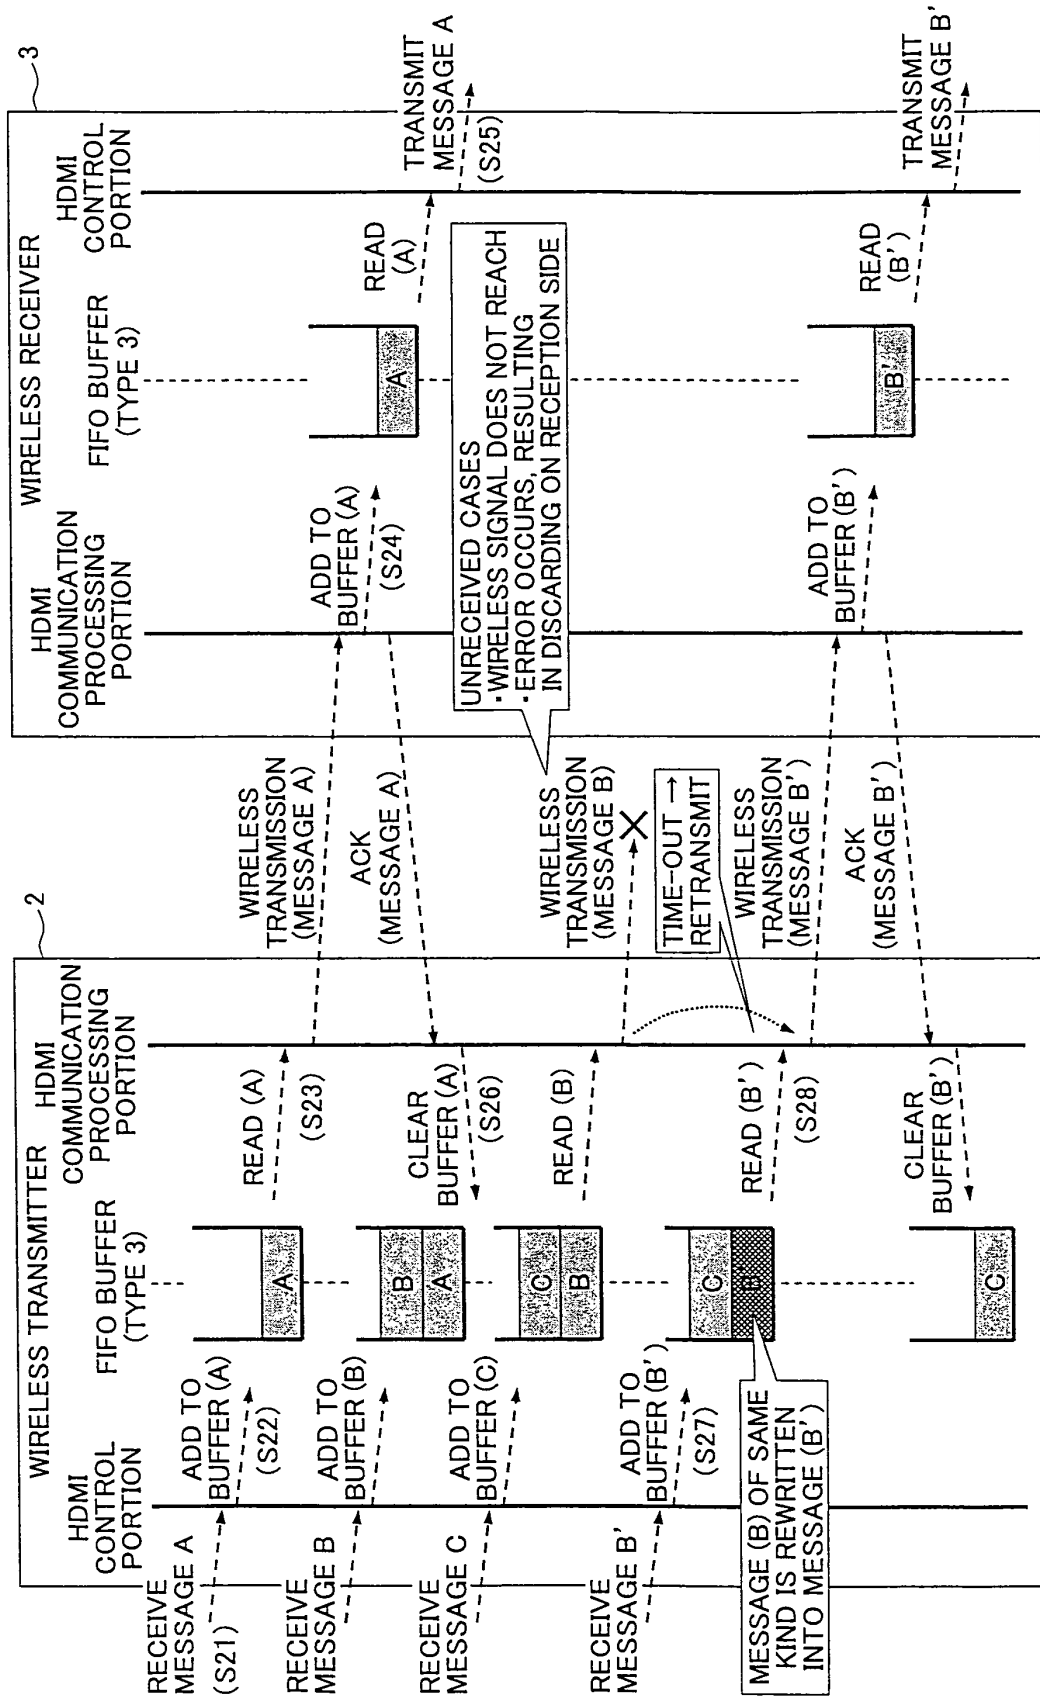 WIRELESS TRANSMITTER
2
HDMI
CONTROL
PORTION
FIFO BUFFER
(TYPE 3)
HDMI
COMMUNICATION
PROCESSING
PORTION
WIRELESS RECEIVER
3
HDMI
COMMUNICATION
PROCESSING
PORTION
FIFO BUFFER
(TYPE 3)
HDMI
CONTROL
PORTION
RECEIVE
MESSAGE A
(S21)
ADD TO
BUFFER (A)
(S22)
A
READ (A)
(S23)
WIRELESS
TRANSMISSION
(MESSAGE A)
ADD TO
BUFFER (A)
(S24)
A
READ
(A)
TRANSMIT
MESSAGE A
(S25)
RECEIVE
MESSAGE B
ADD TO
BUFFER (B)
B
A
ACK
(MESSAGE A)
CLEAR
BUFFER (A)
(S26)
RECEIVE
MESSAGE C
ADD TO
BUFFER (C)
C
B
READ (B)
WIRELESS
TRANSMISSION
(MESSAGE B)
UNRECEIVED CASES
・WIRELESS SIGNAL DOES NOT REACH
・ERROR OCCURS, RESULTING
IN DISCARDING ON RECEPTION SIDE
TIME-OUT →
RETRANSMIT
RECEIVE
MESSAGE B'
ADD TO
BUFFER (B')
(S27)
C
B'
MESSAGE (B) OF SAME
KIND IS REWRITTEN
INTO MESSAGE (B')
READ (B')
(S28)
WIRELESS
TRANSMISSION
(MESSAGE B')
ADD TO
BUFFER (B')
B'
READ
(B')
TRANSMIT
MESSAGE B'
ACK
(MESSAGE B')
CLEAR
BUFFER (B')
C